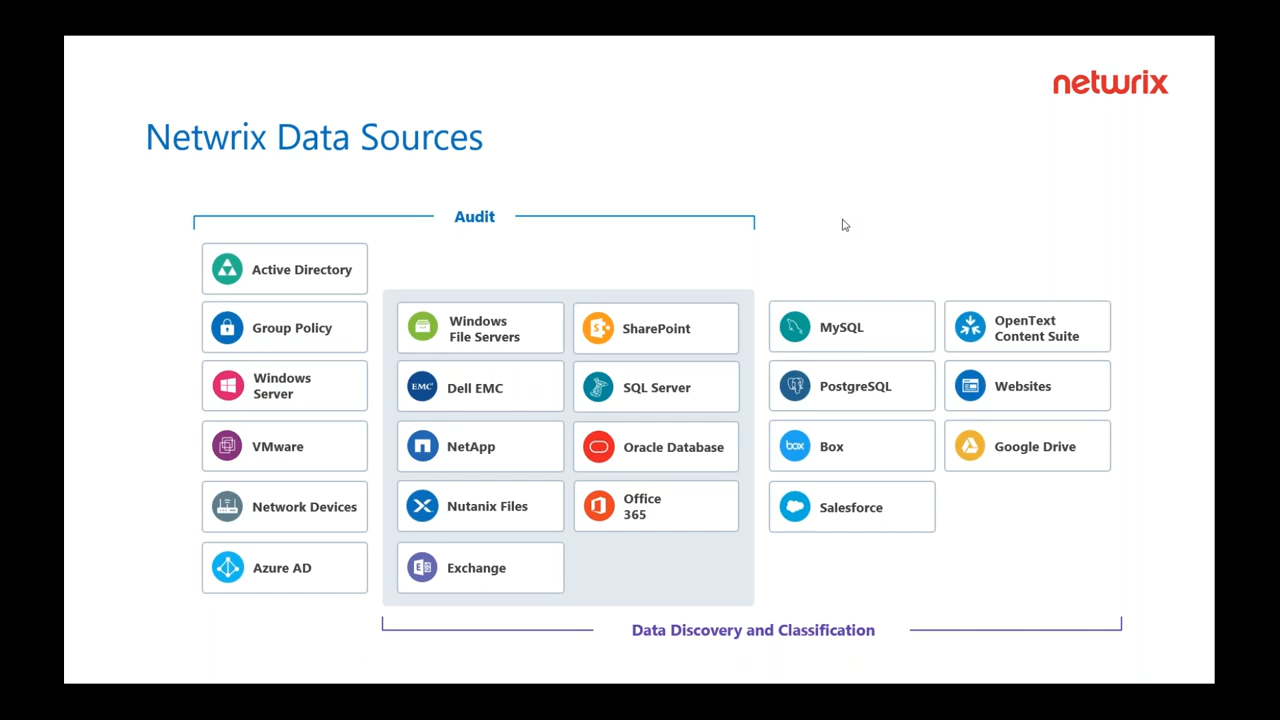 netwrix
Netwrix Data Sources
Audit
Active Directory
Group Policy
Windows
Server
VMware
Network Devices
Azure AD
Windows
File Servers
EMC
Dell EMC
NetApp
Nutanix Files
Exchange
SharePoint
SQL Server
Oracle Database
Office
365
MySQL
PostgreSQL
box
Box
Salesforce
OpenText
Content Suite
Websites
Google Drive
Data Discovery and Classification